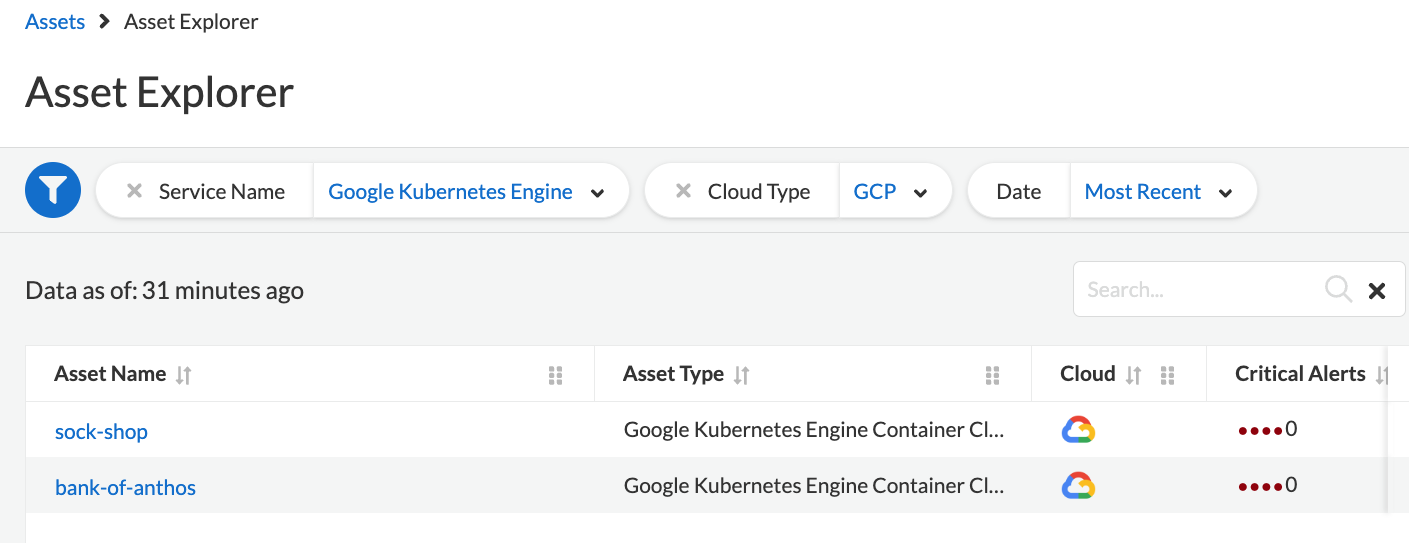 Assets > Asset Explorer
Asset Explorer
Service Name Google Kubernetes Engine Cloud Type GCP Date Most Recent
Data as of: 31 minutes ago Search...
Asset Name Asset Type Cloud Critical Alerts
sock-shop Google Kubernetes Engine Container Cl... 0
bank-of-anthos Google Kubernetes Engine Container Cl... 0